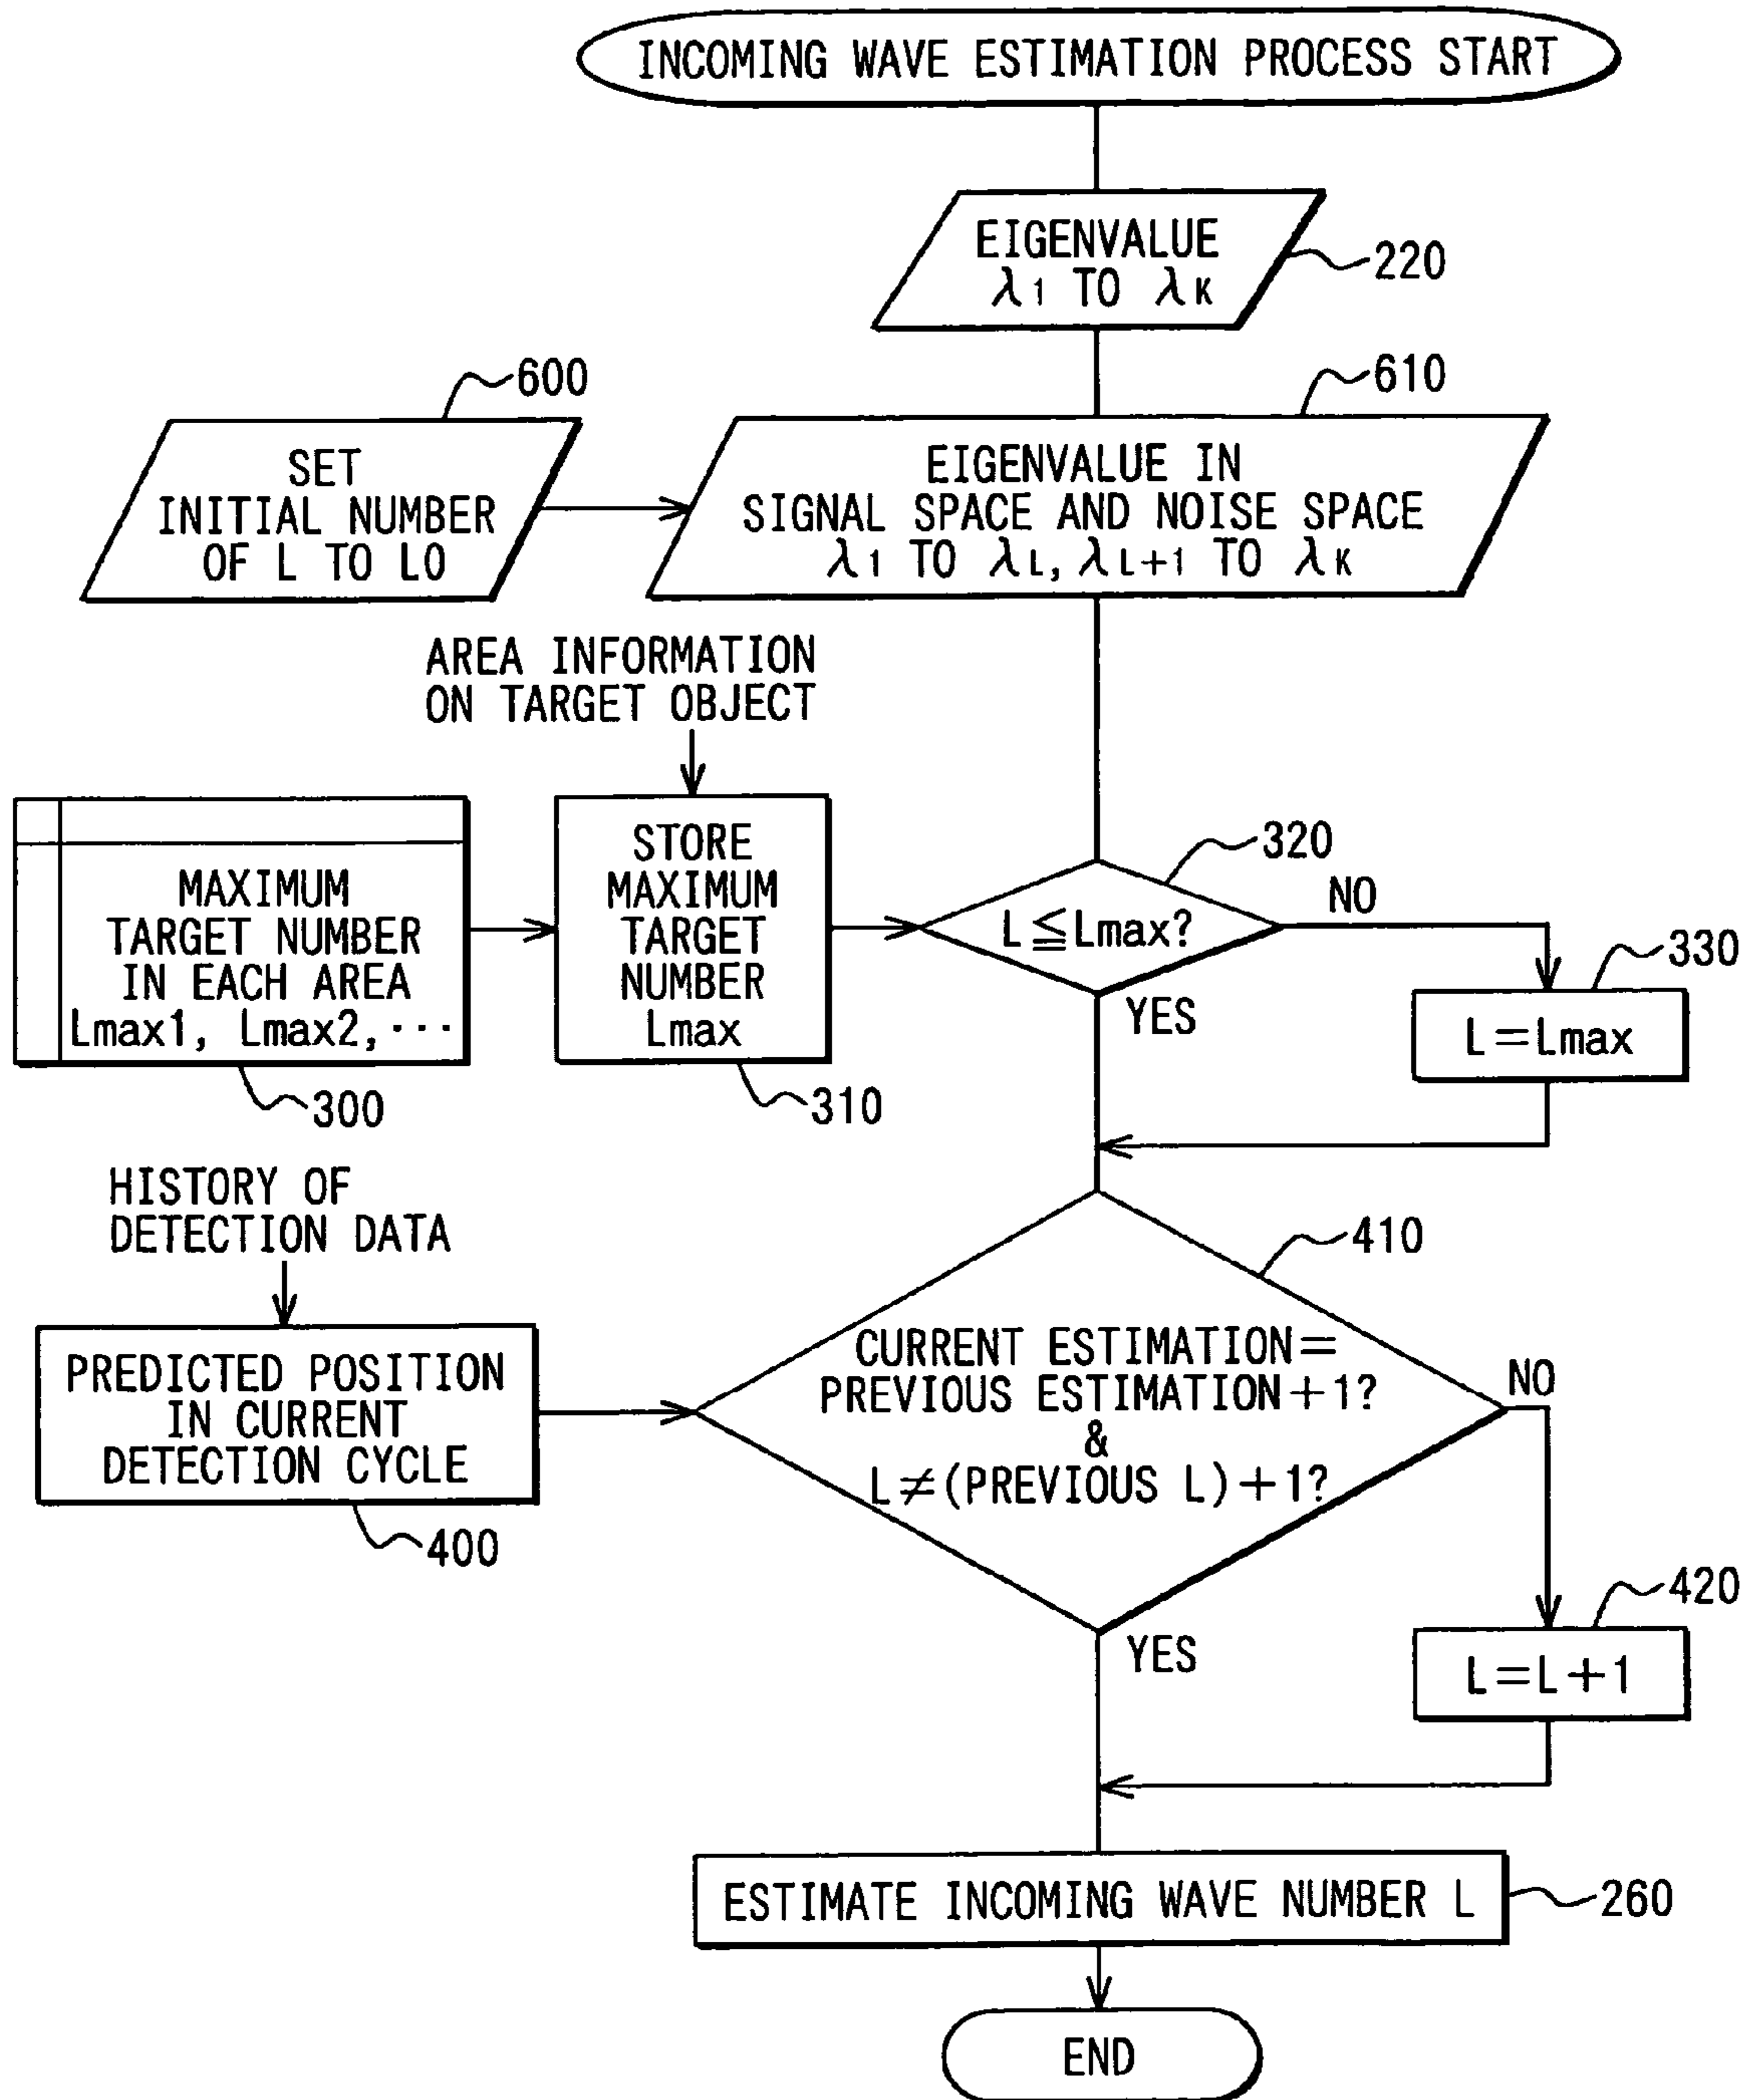 INCOMING WAVE ESTIMATION PROCESS START
EIGENVALUE
λ1 TO λK
220
600
SET
INITIAL NUMBER
OF L TO L0
610
EIGENVALUE IN
SIGNAL SPACE AND NOISE SPACE
λ1 TO λL, λL+1 TO λK
AREA INFORMATION
ON TARGET OBJECT
MAXIMUM
TARGET NUMBER
IN EACH AREA
Lmax1, Lmax2, ···
300
STORE
MAXIMUM
TARGET
NUMBER
Lmax
310
320
L≦Lmax?
NO
YES
330
L=Lmax
HISTORY OF
DETECTION DATA
PREDICTED POSITION
IN CURRENT
DETECTION CYCLE
400
410
CURRENT ESTIMATION=
PREVIOUS ESTIMATION+1?
&
L≠(PREVIOUS L)+1?
NO
YES
420
L=L+1
ESTIMATE INCOMING WAVE NUMBER L
260
END